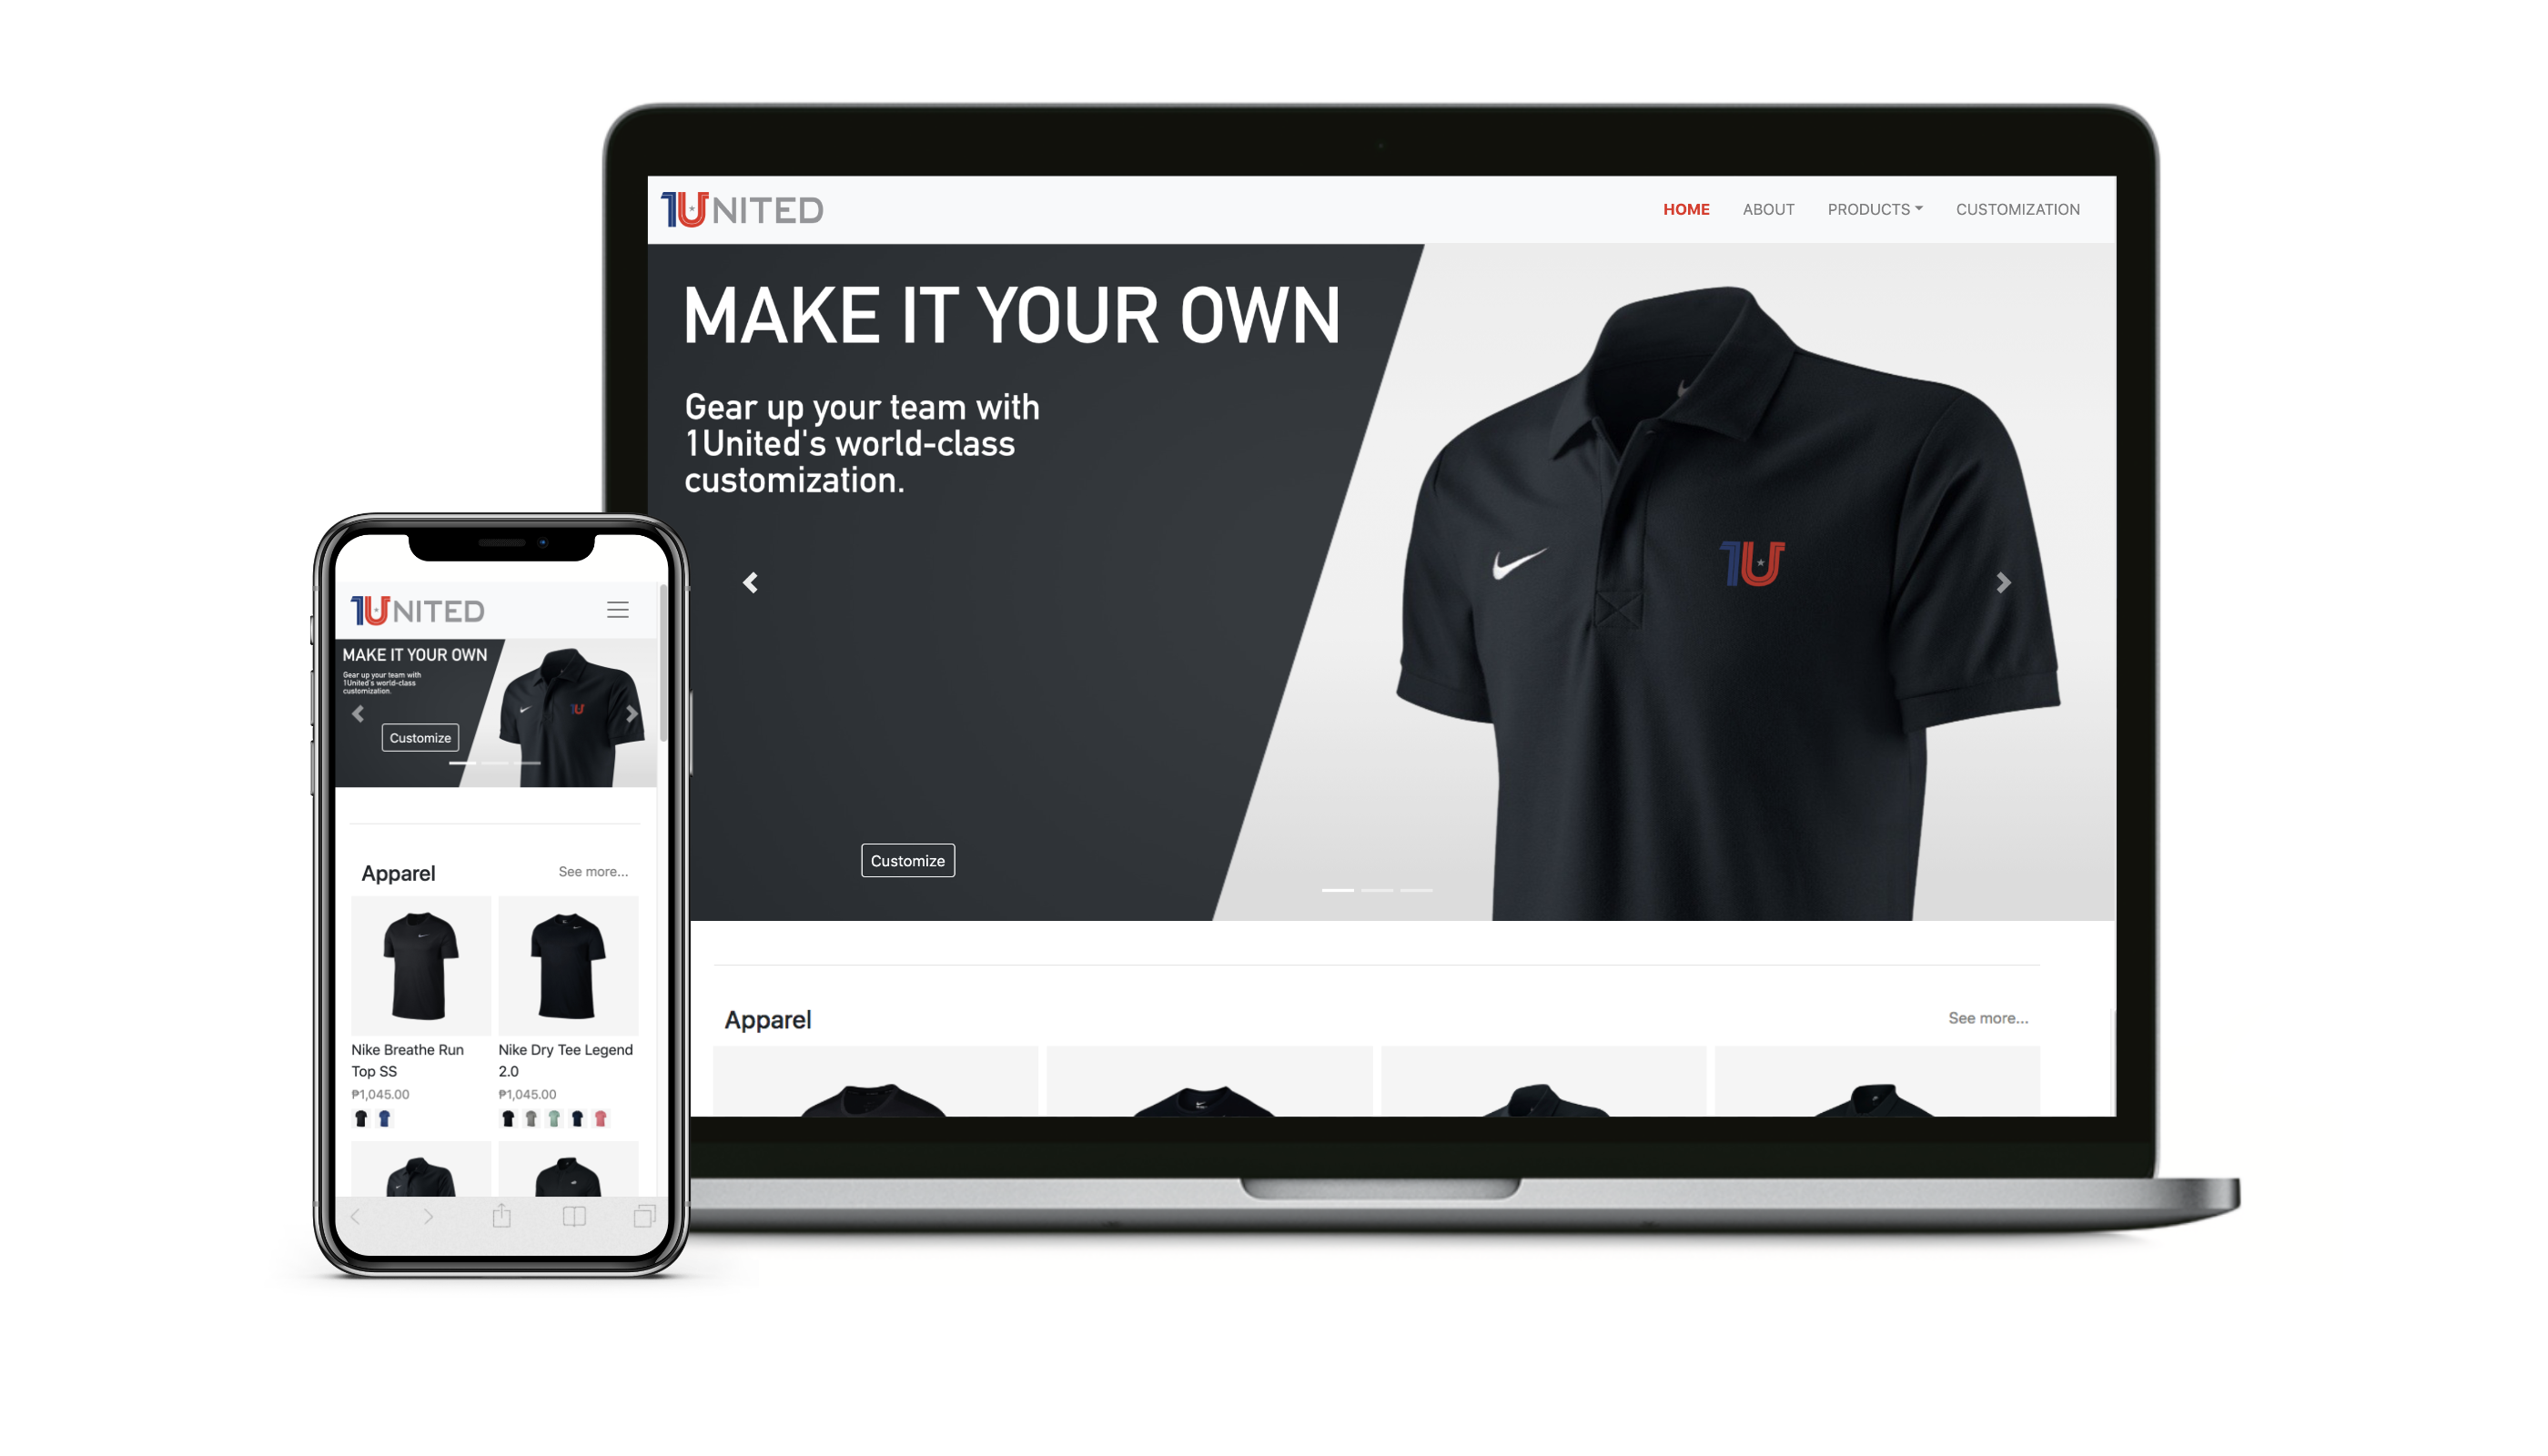 1UNITED
HOME ABOUT PRODUCTS CUSTOMIZATION
MAKE IT YOUR OWN
Gear up your team with
1United's world-class
customization.
1U
Customize
Apparel See more...
1UNITED
MAKE IT YOUR OWN
Gear up your team with
1United's world-class
customization.
1U
Customize
Apparel See more...
Nike Breathe Run
Top SS
₱1,045.00
Nike Dry Tee Legend
2.0
₱1,045.00